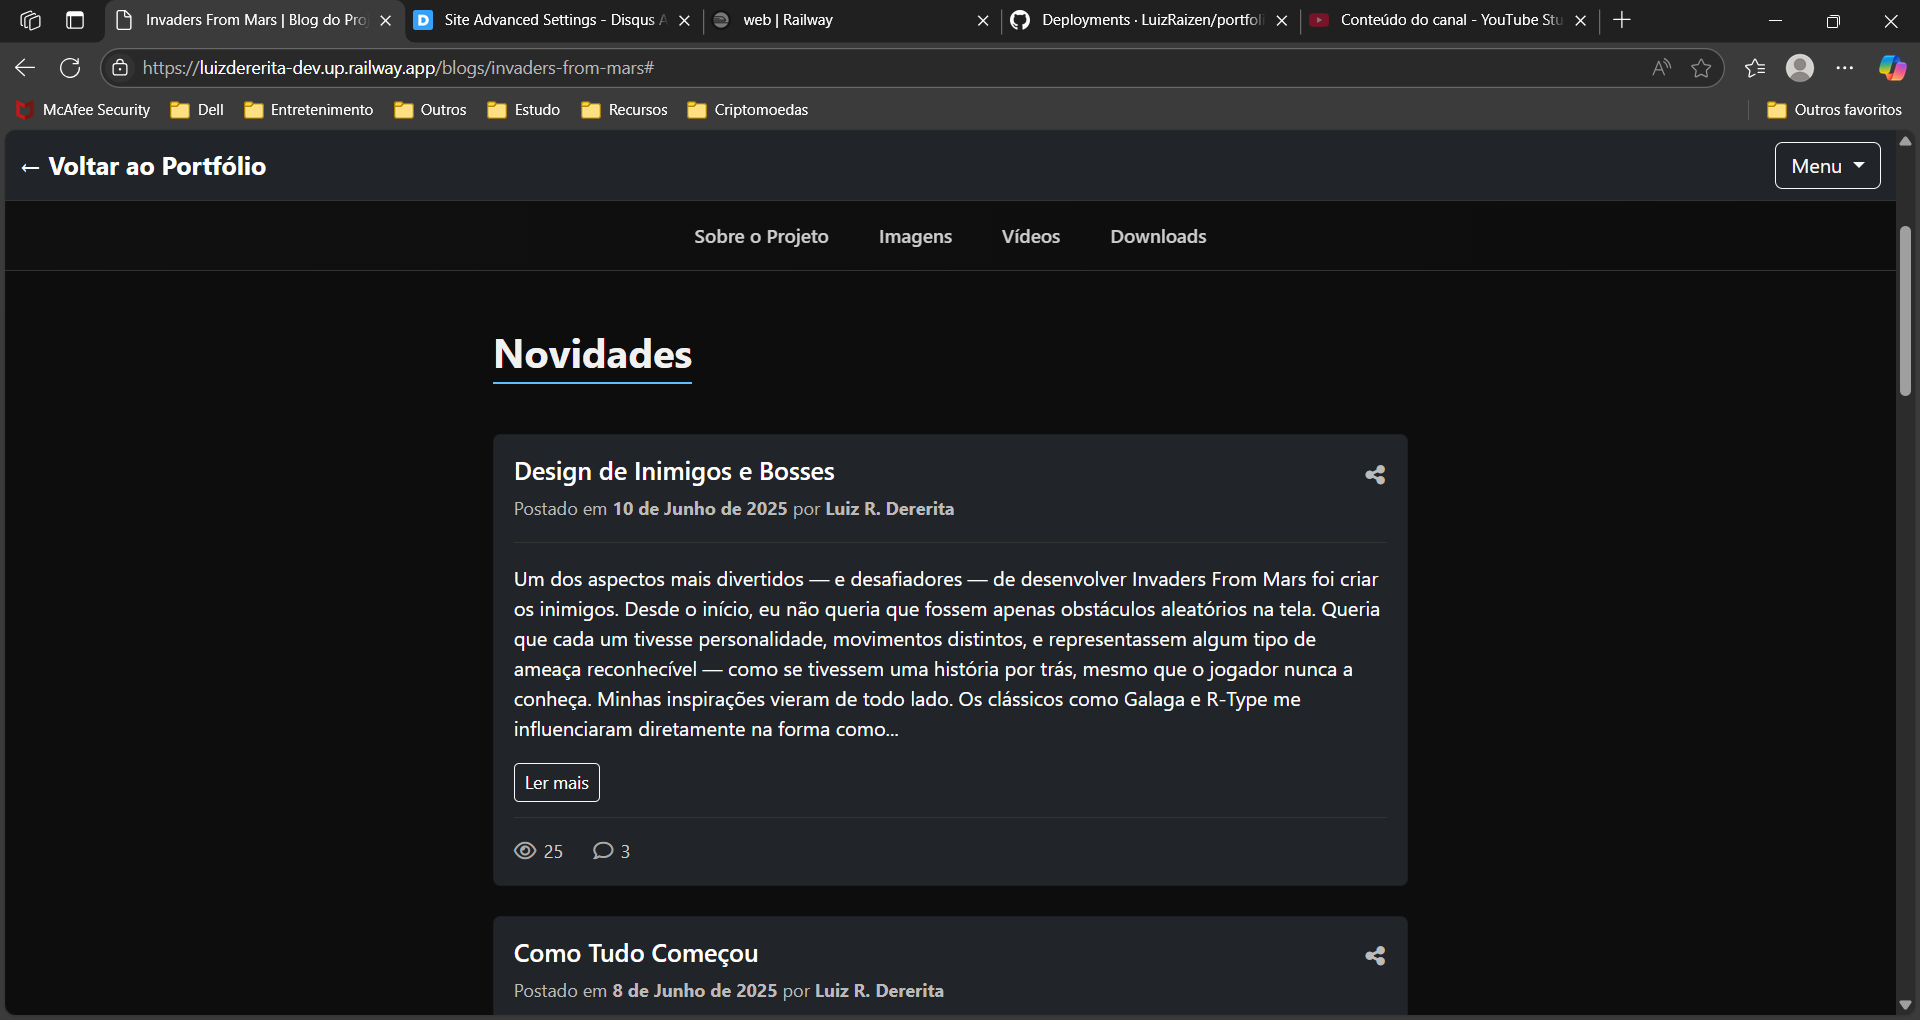 Invaders From Mars | Blog do Pro
Site Advanced Settings - Disqus A
web | Railway
Deployments · LuizRaizen/portfoli
Conteúdo do canal - YouTube Stu
https://luizdererita-dev.up.railway.app/blogs/invaders-from-mars#
McAfee Security
Dell
Entretenimento
Outros
Estudo
Recursos
Criptomoedas
Outros favoritos
← Voltar ao Portfólio
Menu
Sobre o Projeto
Imagens
Vídeos
Downloads
Novidades
Design de Inimigos e Bosses
Postado em 10 de Junho de 2025 por Luiz R. Dererita
Um dos aspectos mais divertidos — e desafiadores — de desenvolver Invaders From Mars foi criar
os inimigos. Desde o início, eu não queria que fossem apenas obstáculos aleatórios na tela. Queria
que cada um tivesse personalidade, movimentos distintos, e representassem algum tipo de
ameaça reconhecível — como se tivessem uma história por trás, mesmo que o jogador nunca a
conheça. Minhas inspirações vieram de todo lado. Os clássicos como Galaga e R-Type me
influenciaram diretamente na forma como...
Ler mais
25
3
Como Tudo Começou
Postado em 8 de Junho de 2025 por Luiz R. Dererita